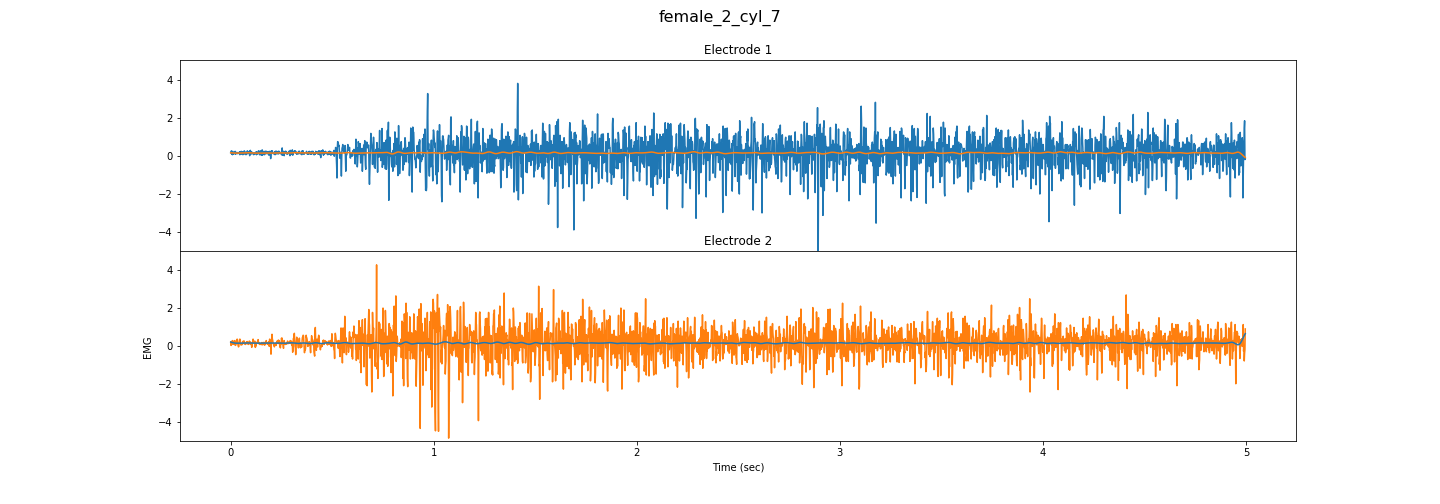 female_2_cyl_7
Electrode 1
4
2
0
−2
−4
Electrode 2
4
2
0
−2
−4
EMG
0 1 2 3 4 5
Time (sec)